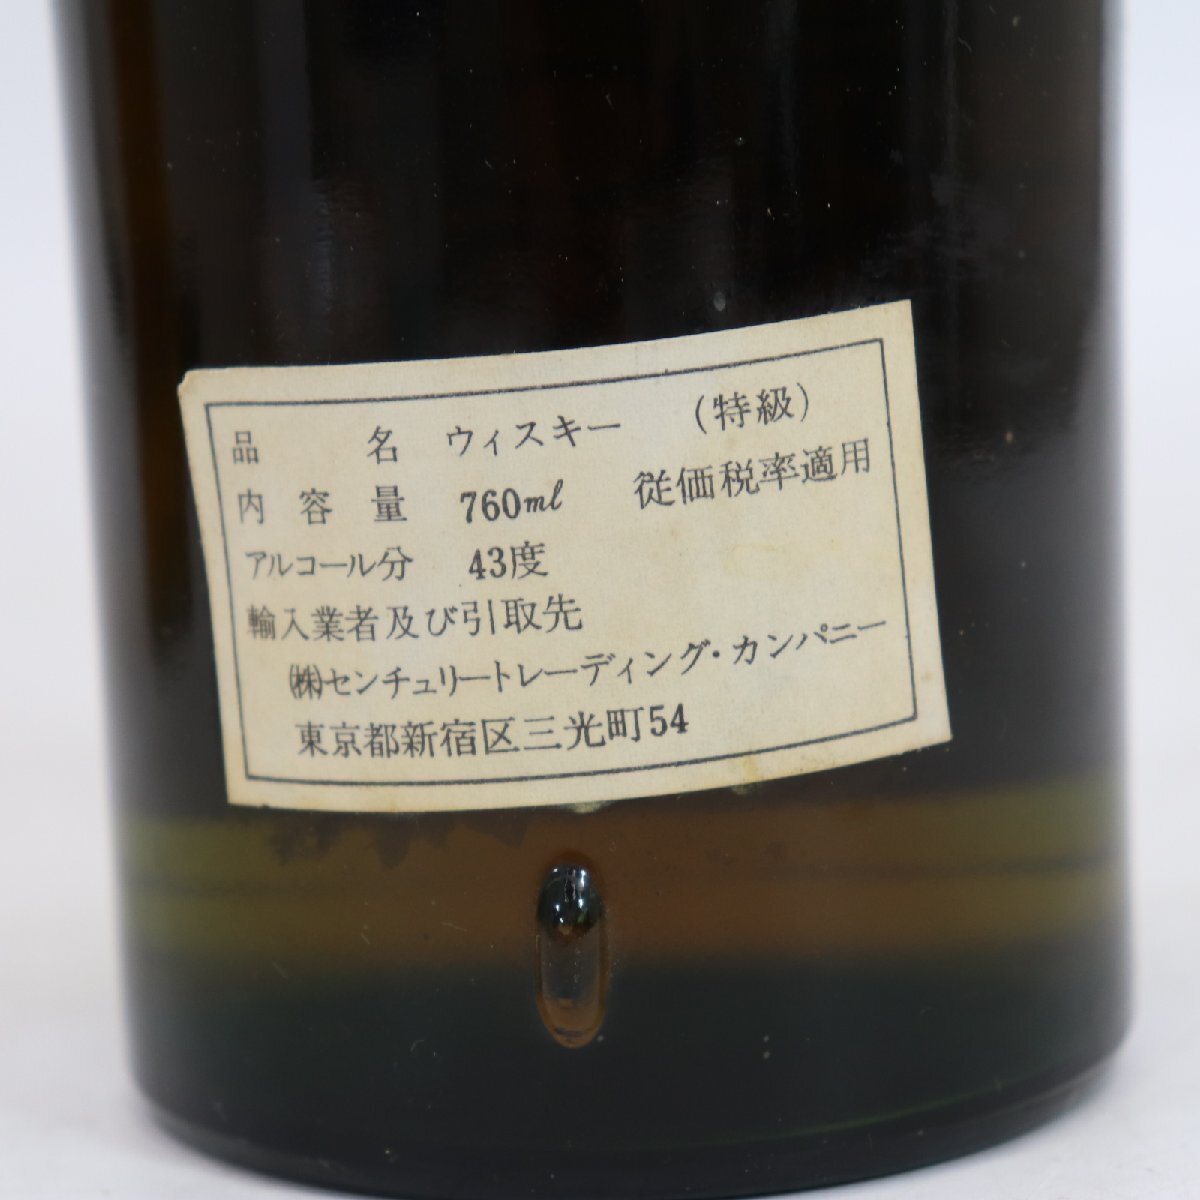 品名 ウィスキー (特級)
内容量 760ml 従価税率適用
アルコール分 43度
輸入業者及び引取先
㈱センチュリートレーディング・カンパニー
東京都新宿区三光町54